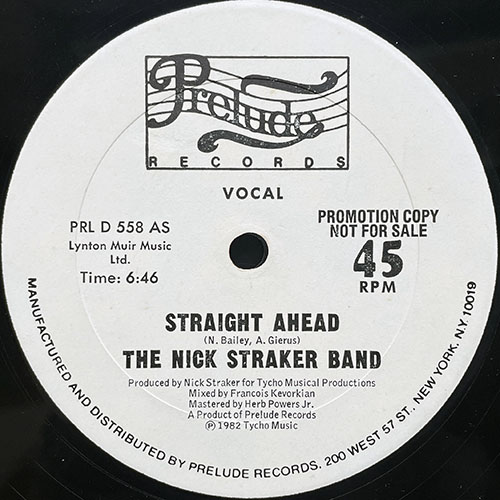 Prelude
RECORDS
VOCAL
PRL D 558 AS
Lynton Muir Music
Ltd.
Time: 6:46
PROMOTION COPY
NOT FOR SALE
45
RPM
STRAIGHT AHEAD
(N. Bailey, A. Gierus)
THE NICK STRAKER BAND
Produced by Nick Straker for Tycho Musical Productions
Mixed by Francois Kevorkian
Mastered by Herb Powers Jr.
A Product of Prelude Records
Ⓟ 1982 Tycho Music
MANUFACTURED AND DISTRIBUTED BY PRELUDE RECORDS, 200 WEST 57 ST. NEW YORK. N.Y. 10019